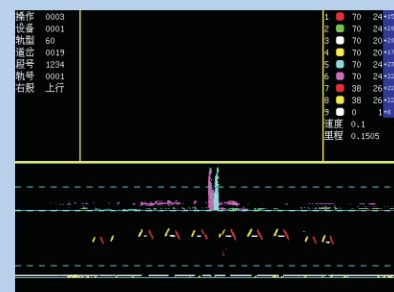 操作 0003
设备 0001
轨型 60
道岔 0019
段号 1234
轨号 0001
右股 上行
1 70 24
2 70 24
3 70 20
4 70 20
5 70 24
6 70 24
7 38 26
8 38 26
9 0 1
速度 0.1
里程 0.1505